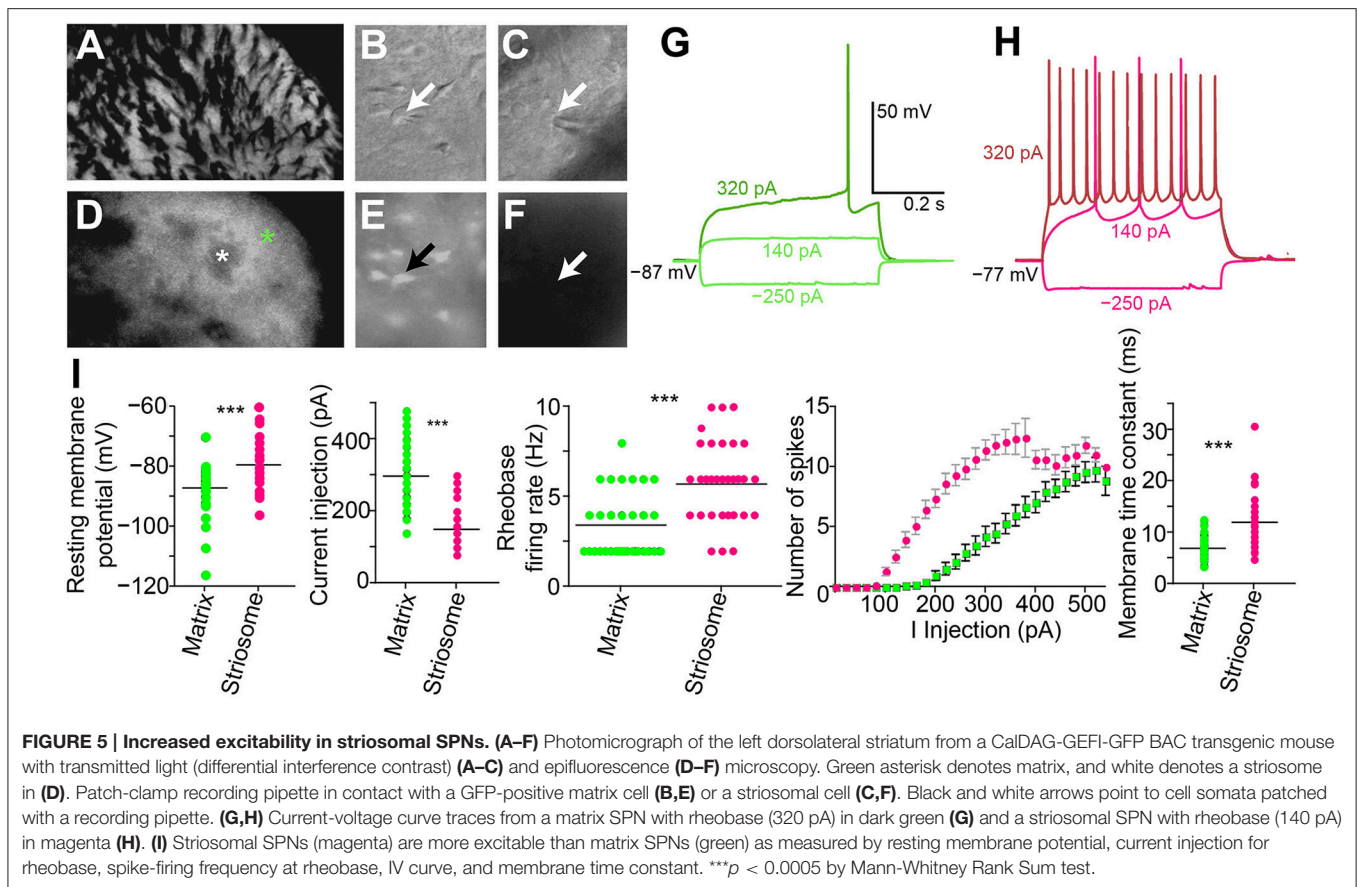 A
B
C
D
*
*
E
F
G
50 mV
0.2 s
320 pA
140 pA
−87 mV
−250 pA
H
320 pA
140 pA
−77 mV
−250 pA
I
Resting membrane
potential (mV)
−60
−80
−100
−120
***
Matrix
Striosome
Current injection (pA)
400
200
0
***
Matrix
Striosome
Rheobase
firing rate (Hz)
10
5
0
***
Matrix
Striosome
Number of spikes
15
10
5
0
100
200
300
400
500
I Injection (pA)
Membrane time constant (ms)
30
20
10
0
***
Matrix
Striosome
FIGURE 5 | Increased excitability in striosomal SPNs. (A–F) Photomicrograph of the left dorsolateral striatum from a CalDAG-GEFI-GFP BAC transgenic mouse
with transmitted light (differential interference contrast) (A–C) and epifluorescence (D–F) microscopy. Green asterisk denotes matrix, and white denotes a striosome
in (D). Patch-clamp recording pipette in contact with a GFP-positive matrix cell (B,E) or a striosomal cell (C,F). Black and white arrows point to cell somata patched
with a recording pipette. (G,H) Current-voltage curve traces from a matrix SPN with rheobase (320 pA) in dark green (G) and a striosomal SPN with rheobase (140 pA)
in magenta (H). (I) Striosomal SPNs (magenta) are more excitable than matrix SPNs (green) as measured by resting membrane potential, current injection for
rheobase, spike-firing frequency at rheobase, IV curve, and membrane time constant. ***p < 0.0005 by Mann-Whitney Rank Sum test.